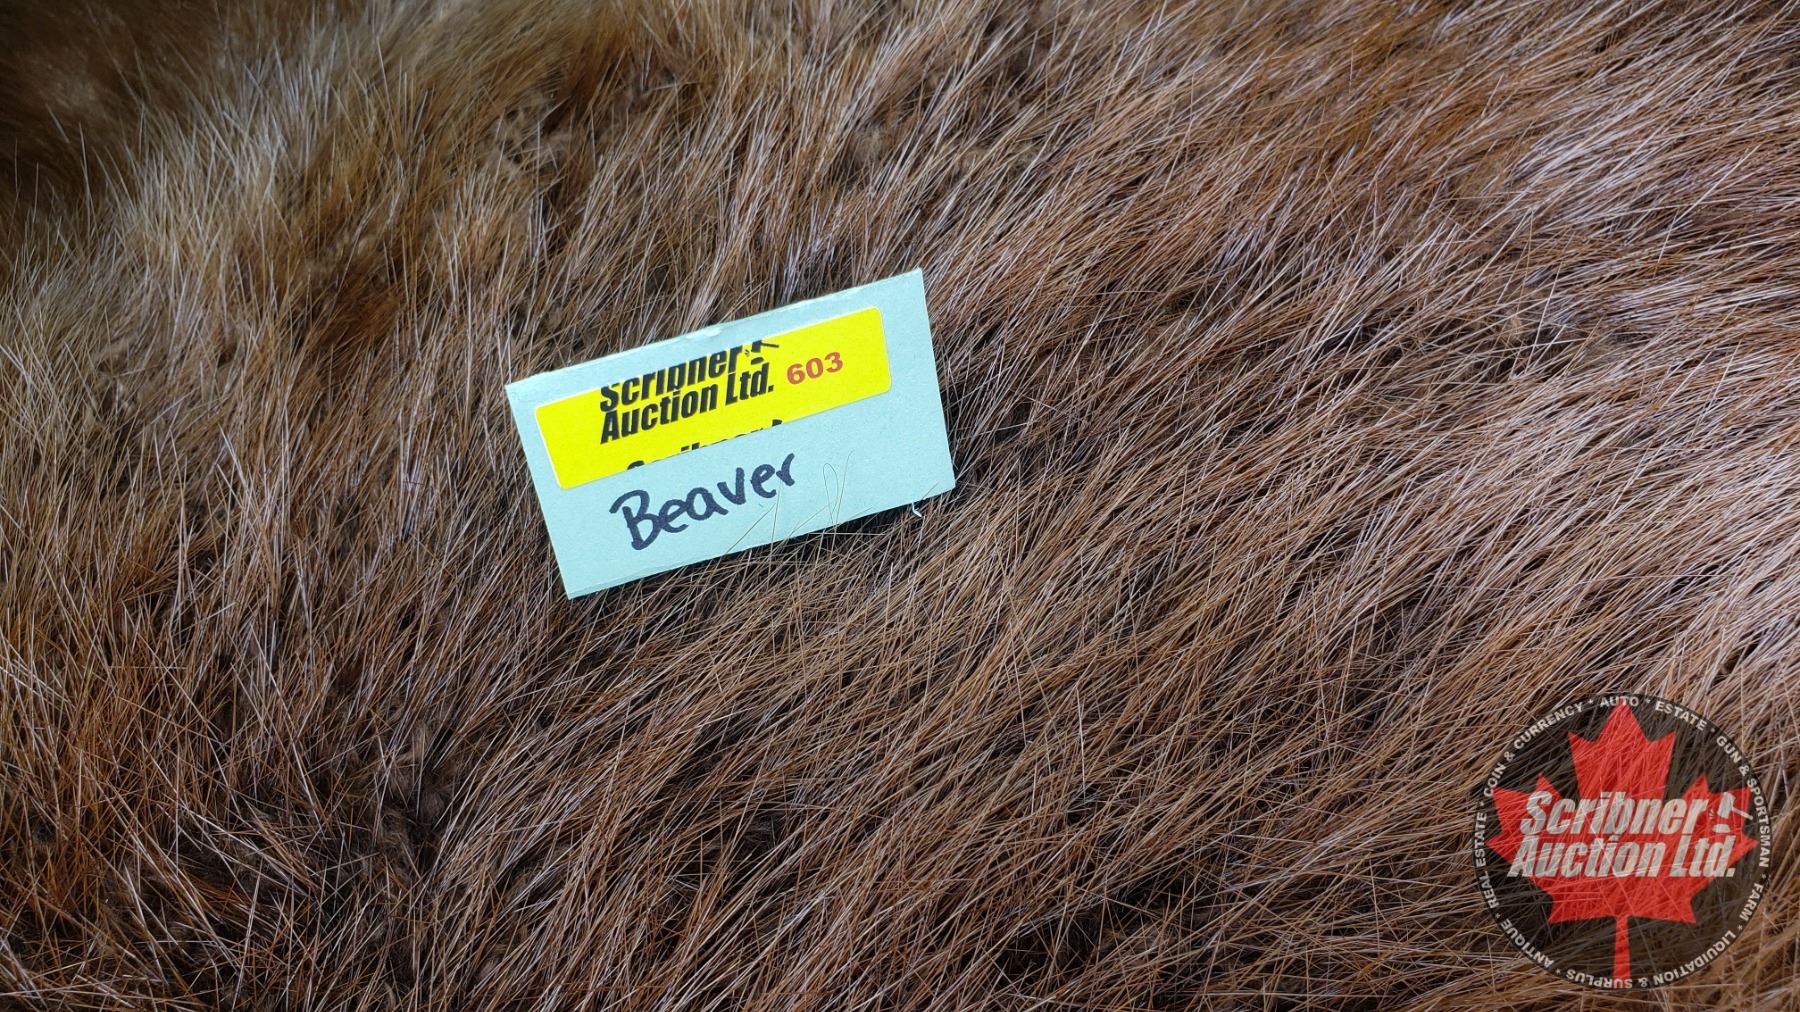 Scribner
Auction Ltd. 603
Beaver
COIN & CURRENCY * AUTO * ESTATE * GUN & SPORTSMAN * FARM * LIQUIDATION & SURPLUS * ANTIQUE * REAL ESTATE *
Scribner
Auction Ltd.